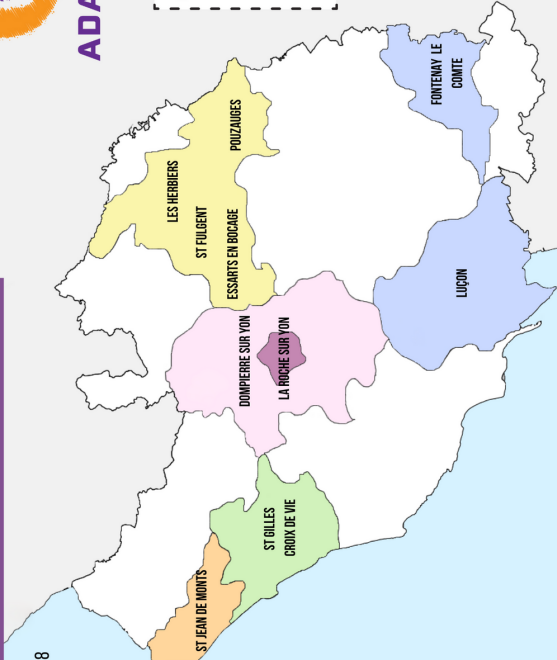 ADA
LES HERBIERS
POUZAUGES
ST FULGENT
ESSARTS EN BOCAGE
FONTENAY LE
COMTE
DOMPIERRE SUR YON
LA ROCHE SUR YON
LUÇON
ST GILLES
CROIX DE VIE
ST JEAN DE MONTS
8